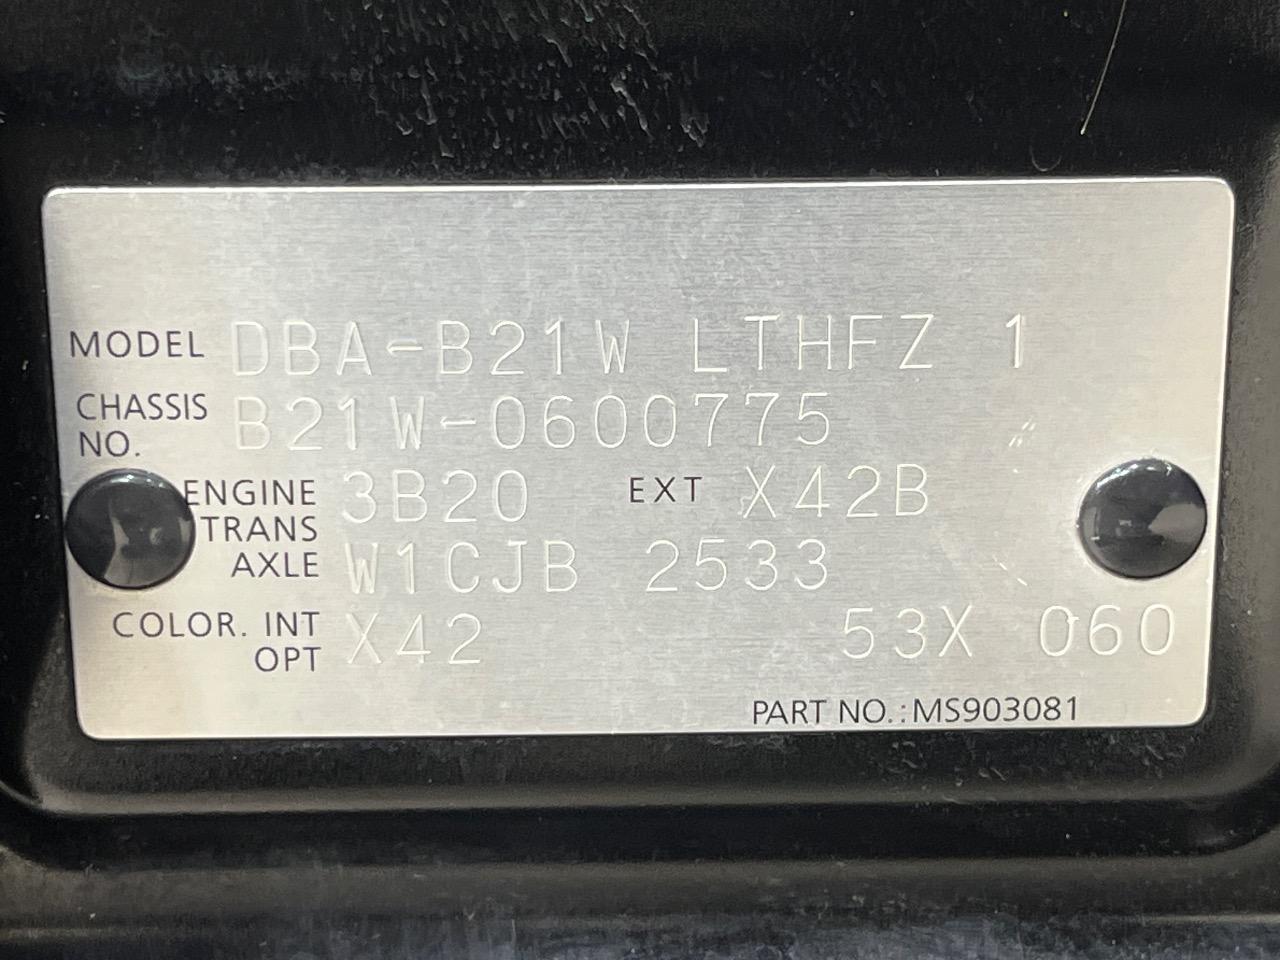 MODEL DBA-B21W LTHFZ 1
CHASSIS NO. B21W-0600775
ENGINE 3B20 EXT X42B
TRANS AXLE W1CJB 2533
COLOR. INT OPT X42 53X 060
PART NO.:MS903081